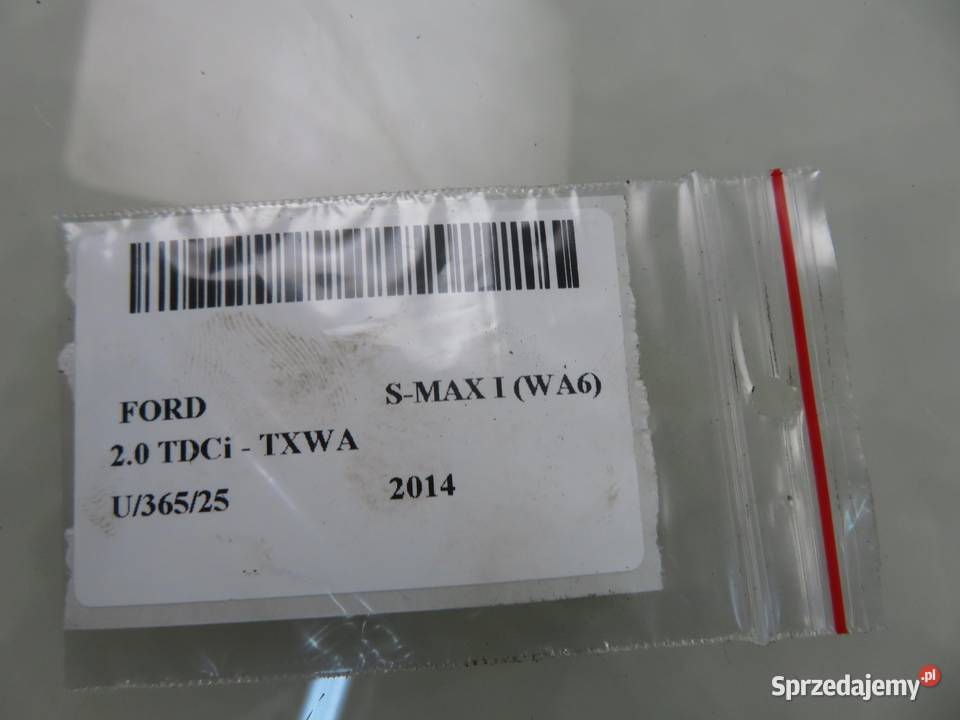 FORD S-MAX I (WA6)
2.0 TDCi - TXWA
U/365/25 2014
Sprzedajemy.pl